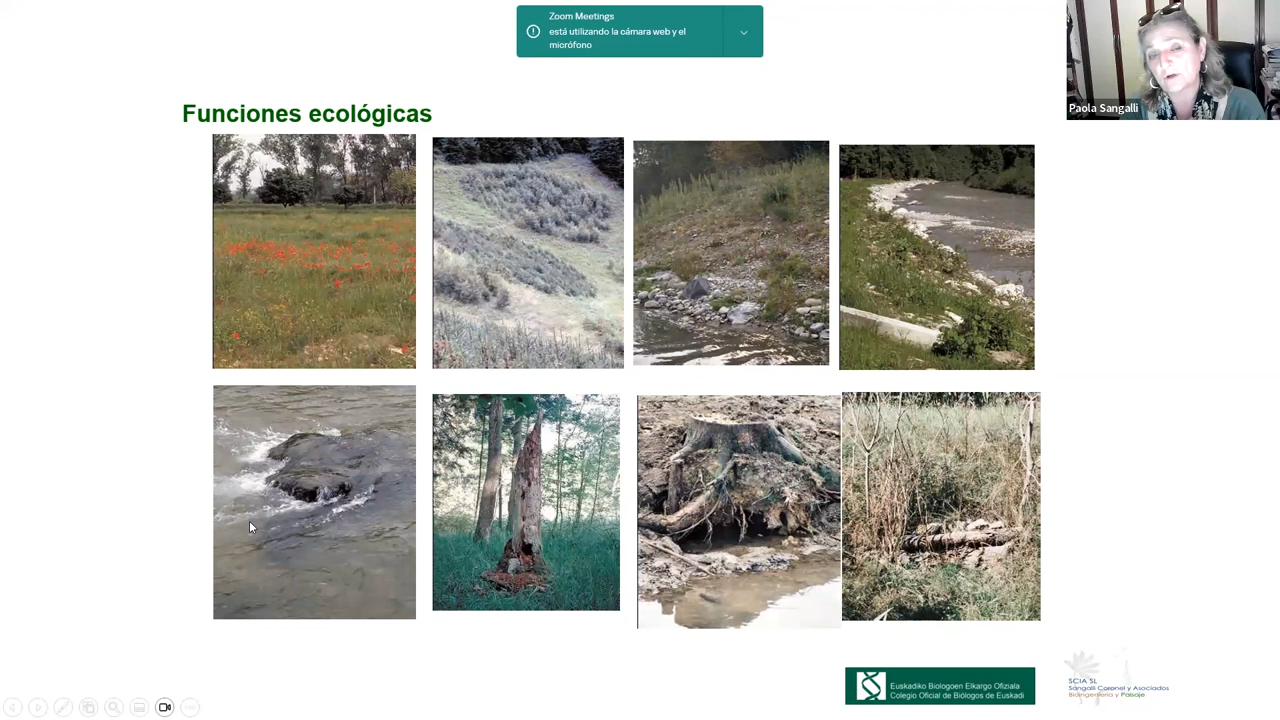 Zoom Meetings
está utilizando la cámara web y el
micrófono
Paola Sangalli
Funciones ecológicas
Euskadiko Biologoen Elkargo Ofiziala
Colegio Oficial de Biólogos de Euskadi
SCIA SL
Sangalli Coronel y Asociados
Bioingeniería y Paisaje